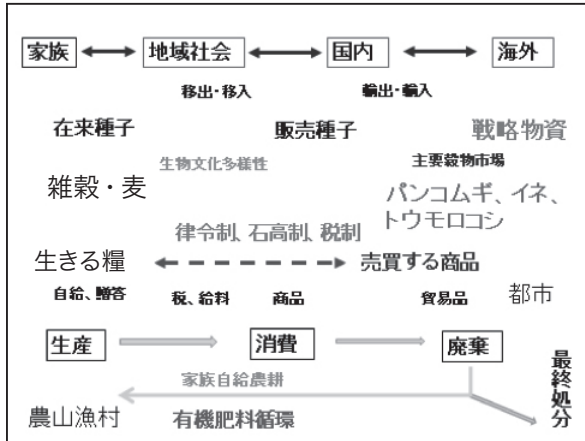 家族 地域社会 国内 海外
移出・移入 輸出・輸入
在来種子 販売種子 戦略物資
生物文化多様性 主要穀物市場
雑穀・麦 パンコムギ、イネ、
トウモロコシ
律令制、石高制、税制
生きる糧 売買する商品
自給、贈答 税、給料 商品 貿易品 都市
生産 消費 廃棄
家族自給農耕
農山漁村 有機肥料循環
最終処分